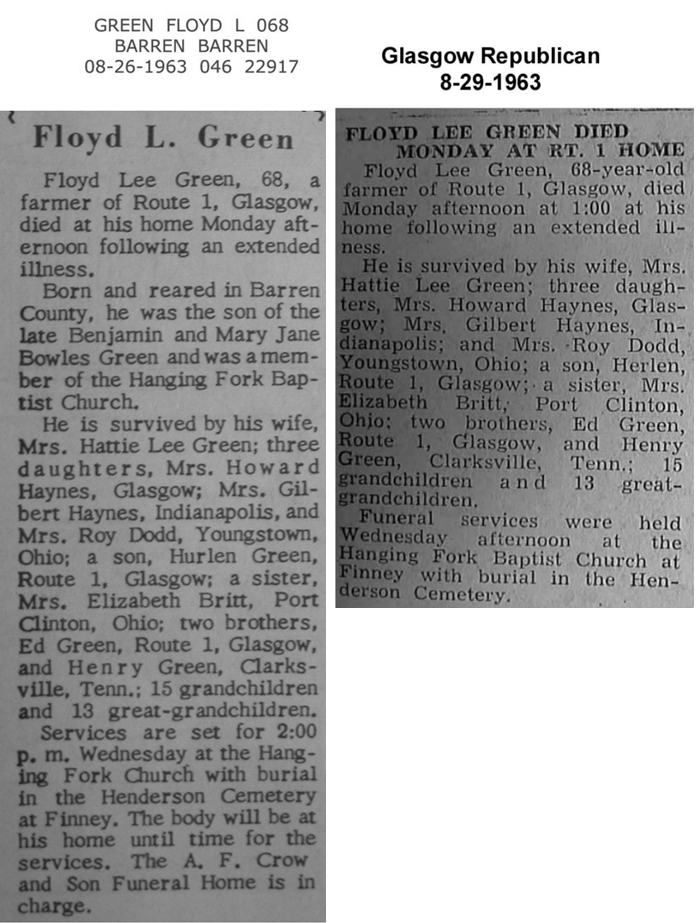 GREEN FLOYD L 068
BARREN BARREN
08-26-1963 046 22917
Floyd L. Green
Floyd Lee Green, 68, a
farmer of Route 1, Glasgow,
died at his home Monday aft-
ernoon following an extended
illness.
Born and reared in Barren
County, he was the son of the
late Benjamin and Mary Jane
Bowles Green and was a mem-
ber of the Hanging Fork Bap-
tist Church.
He is survived by his wife,
Mrs. Hattie Lee Green; three
daughters, Mrs. Howard
Haynes, Glasgow; Mrs. Gil-
bert Haynes, Indianapolis, and
Mrs. Roy Dodd, Youngstown,
Ohio; a son, Hurlen Green,
Route 1, Glasgow; a sister,
Mrs. Elizabeth Britt, Port
Clinton, Ohio; two brothers,
Ed Green, Route 1, Glasgow,
and Henry Green, Clarks-
ville, Tenn.; 15 grandchildren
and 13 great-grandchildren.
Services are set for 2:00
p. m. Wednesday at the Hang-
ing Fork Church with burial
in the Henderson Cemetery
at Finney. The body will be at
his home until time for the
services. The A. F. Crow
and Son Funeral Home is in
charge.
Glasgow Republican
8-29-1963
FLOYD LEE GREEN DIED
MONDAY AT RT. 1 HOME
Floyd Lee Green, 68-year-old
farmer of Route 1, Glasgow, died
Monday afternoon at 1:00 at his
home following an extended ill-
ness.
He is survived by his wife, Mrs.
Hattie Lee Green; three daugh-
ters, Mrs. Howard Haynes, Glas-
gow; Mrs. Gilbert Haynes, In-
dianapolis; and Mrs. Roy Dodd,
Youngstown, Ohio; a son, Herlen,
Route 1, Glasgow; a sister, Mrs.
Elizabeth Britt, Port Clinton,
Ohio; two brothers, Ed Green,
Route 1, Glasgow, and Henry
Green, Clarksville, Tenn.; 15
grandchildren and 13 great-
grandchildren.
Funeral services were held
Wednesday afternoon at the
Hanging Fork Baptist Church at
Finney with burial in the Hen-
derson Cemetery.